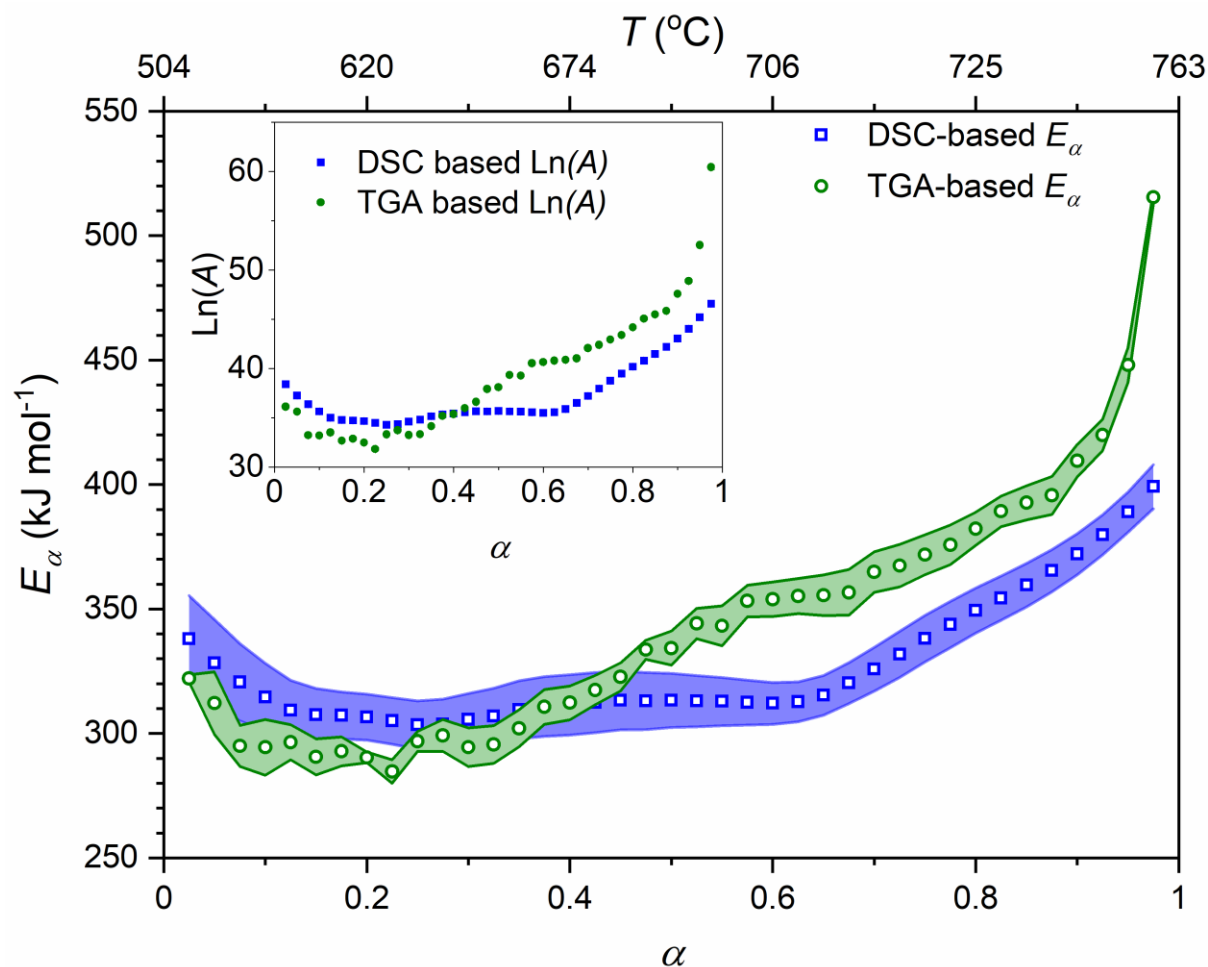 T (°C)
504 620 674 706 725 763
550
500
450
400
350
300
250
Eα (kJ mol-1)
DSC-based Eα
TGA-based Eα
DSC based Ln(A)
TGA based Ln(A)
60
50
40
30
Ln(A)
0 0.2 0.4 0.6 0.8 1
α
0 0.2 0.4 0.6 0.8 1
α